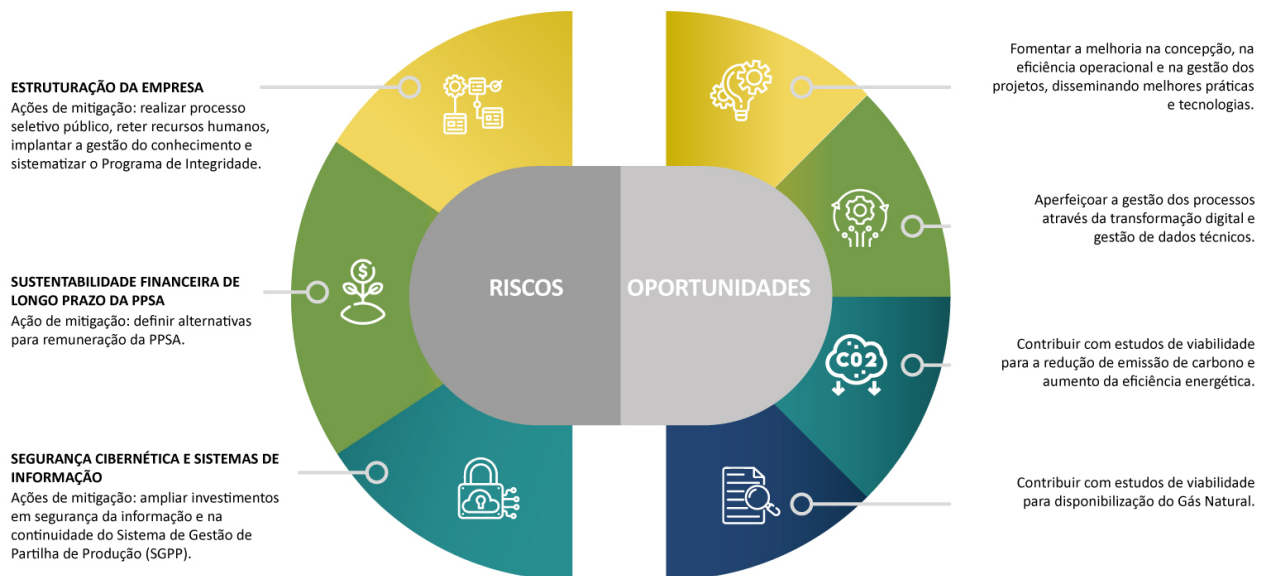 ESTRUTURAÇÃO DA EMPRESA
Ações de mitigação: realizar processo
seletivo público, reter recursos humanos,
implantar a gestão do conhecimento e
sistematizar o Programa de Integridade.
SUSTENTABILIDADE FINANCEIRA DE
LONGO PRAZO DA PPSA
Ação de mitigação: definir alternativas
para remuneração da PPSA.
SEGURANÇA CIBERNÉTICA E SISTEMAS DE
INFORMAÇÃO
Ações de mitigação: ampliar investimentos
em segurança da informação e na
continuidade do Sistema de Gestão de
Partilha de Produção (SGPP).
RISCOS
OPORTUNIDADES
Fomentar a melhoria na concepção, na
eficiência operacional e na gestão dos
projetos, disseminando melhores práticas
e tecnologias.
Aperfeiçoar a gestão dos processos
através da transformação digital e
gestão de dados técnicos.
CO2
Contribuir com estudos de viabilidade
para a redução de emissão de carbono e
aumento da eficiência energética.
Contribuir com estudos de viabilidade
para disponibilização do Gás Natural.